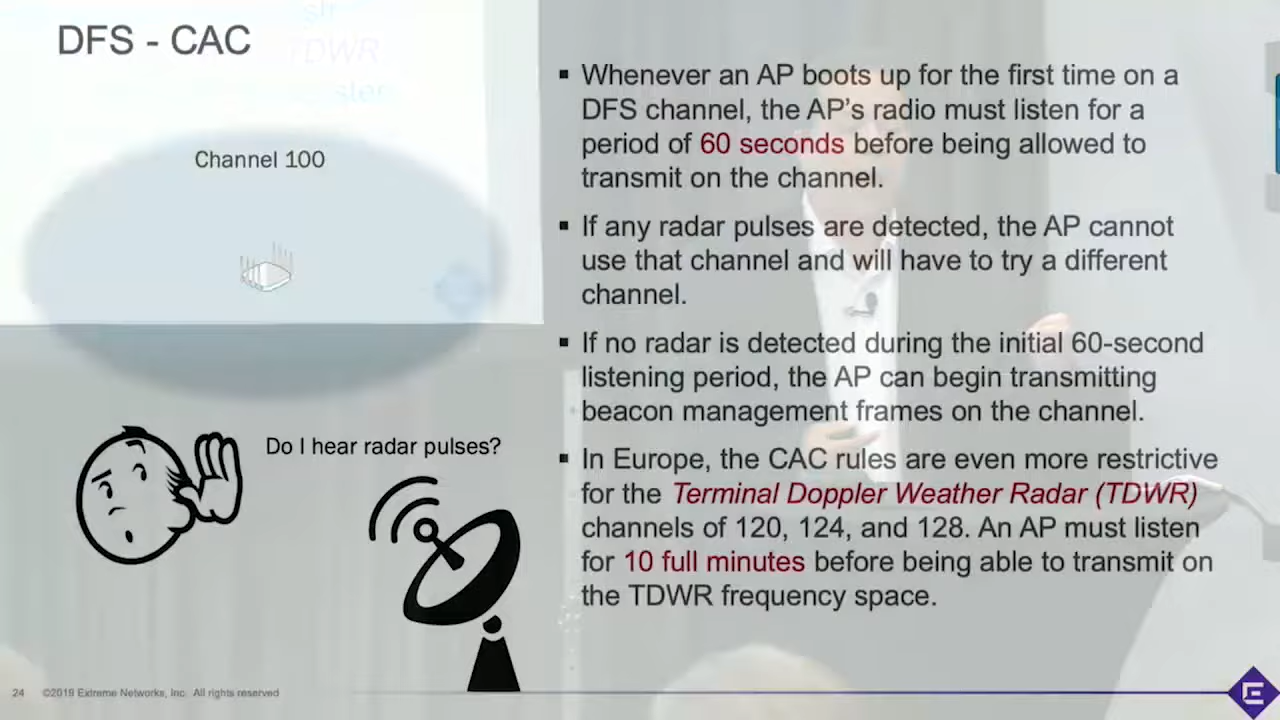 DFS - CAC
TDWR
Channel 100
Do I hear radar pulses?
▪ Whenever an AP boots up for the first time on a
DFS channel, the AP's radio must listen for a
period of 60 seconds before being allowed to
transmit on the channel.
▪ If any radar pulses are detected, the AP cannot
use that channel and will have to try a different
channel.
▪ If no radar is detected during the initial 60-second
listening period, the AP can begin transmitting
beacon management frames on the channel.
▪ In Europe, the CAC rules are even more restrictive
for the Terminal Doppler Weather Radar (TDWR)
channels of 120, 124, and 128. An AP must listen
for 10 full minutes before being able to transmit on
the TDWR frequency space.
24 ©2019 Extreme Networks, Inc. All rights reserved